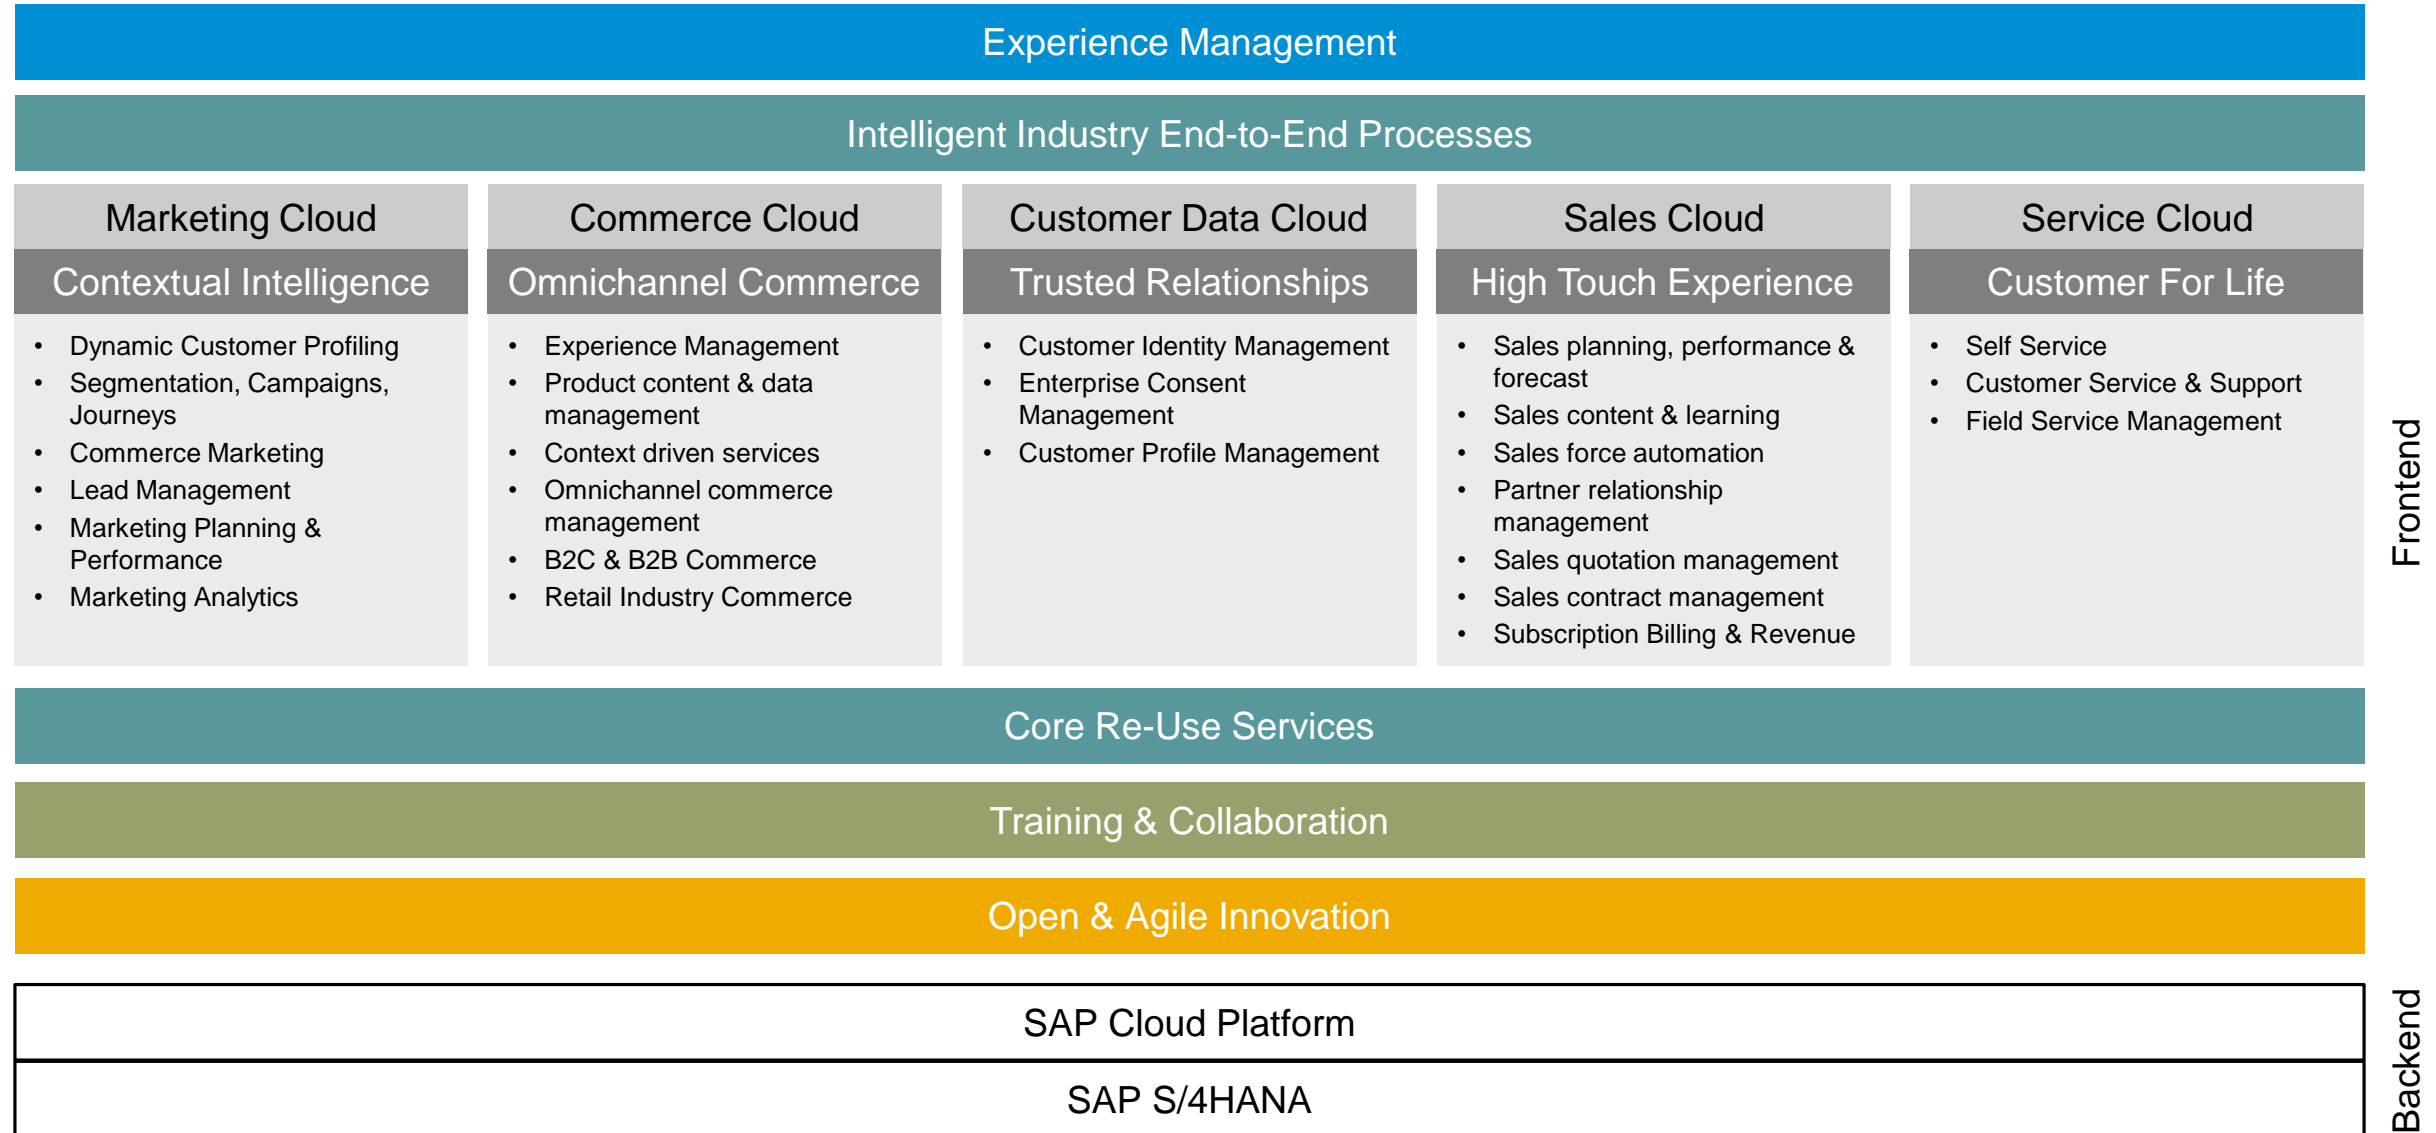 Experience Management
Intelligent Industry End-to-End Processes
Marketing Cloud
Contextual Intelligence
• Dynamic Customer Profiling
• Segmentation, Campaigns,
Journeys
• Commerce Marketing
• Lead Management
• Marketing Planning &
Performance
• Marketing Analytics
Commerce Cloud
Omnichannel Commerce
• Experience Management
• Product content & data
management
• Context driven services
• Omnichannel commerce
management
• B2C & B2B Commerce
• Retail Industry Commerce
Customer Data Cloud
Trusted Relationships
• Customer Identity Management
• Enterprise Consent
Management
• Customer Profile Management
Sales Cloud
High Touch Experience
• Sales planning, performance &
forecast
• Sales content & learning
• Sales force automation
• Partner relationship
management
• Sales quotation management
• Sales contract management
• Subscription Billing & Revenue
Service Cloud
Customer For Life
• Self Service
• Customer Service & Support
• Field Service Management
Frontend
Core Re-Use Services
Training & Collaboration
Open & Agile Innovation
SAP Cloud Platform
SAP S/4HANA
Backend